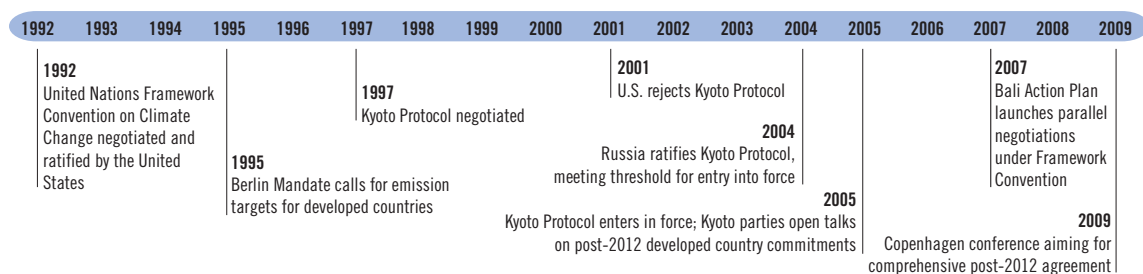 1992 1993 1994 1995 1996 1997 1998 1999 2000 2001 2002 2003 2004 2005 2006 2007 2008 2009
1992
United Nations Framework
Convention on Climate
Change negotiated and
ratified by the United
States
1995
Berlin Mandate calls for emission
targets for developed countries
1997
Kyoto Protocol negotiated
2001
U.S. rejects Kyoto Protocol
2004
Russia ratifies Kyoto Protocol,
meeting threshold for entry into force
2005
Kyoto Protocol enters in force; Kyoto parties open talks
on post-2012 developed country commitments
2007
Bali Action Plan
launches parallel
negotiations
under Framework
Convention
2009
Copenhagen conference aiming for
comprehensive post-2012 agreement